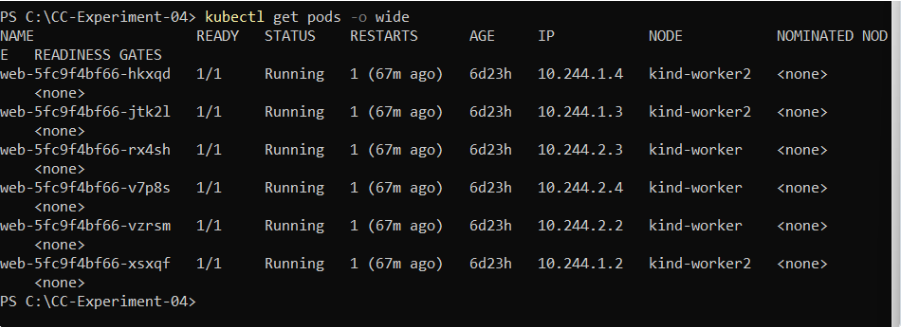 PS C:\CC-Experiment-04> kubectl get pods -o wide
NAME READY STATUS RESTARTS AGE IP NODE NOMINATED NOD
E READINESS GATES
web-5fc9f4bf66-hkxqd 1/1 Running 1 (67m ago) 6d23h 10.244.1.4 kind-worker2 <none>
<none>
web-5fc9f4bf66-jtk2l 1/1 Running 1 (67m ago) 6d23h 10.244.1.3 kind-worker2 <none>
<none>
web-5fc9f4bf66-rx4sh 1/1 Running 1 (67m ago) 6d23h 10.244.2.3 kind-worker <none>
<none>
web-5fc9f4bf66-v7p8s 1/1 Running 1 (67m ago) 6d23h 10.244.2.4 kind-worker <none>
<none>
web-5fc9f4bf66-vzrsm 1/1 Running 1 (67m ago) 6d23h 10.244.2.2 kind-worker <none>
<none>
web-5fc9f4bf66-xsxqf 1/1 Running 1 (67m ago) 6d23h 10.244.1.2 kind-worker2 <none>
<none>
PS C:\CC-Experiment-04>